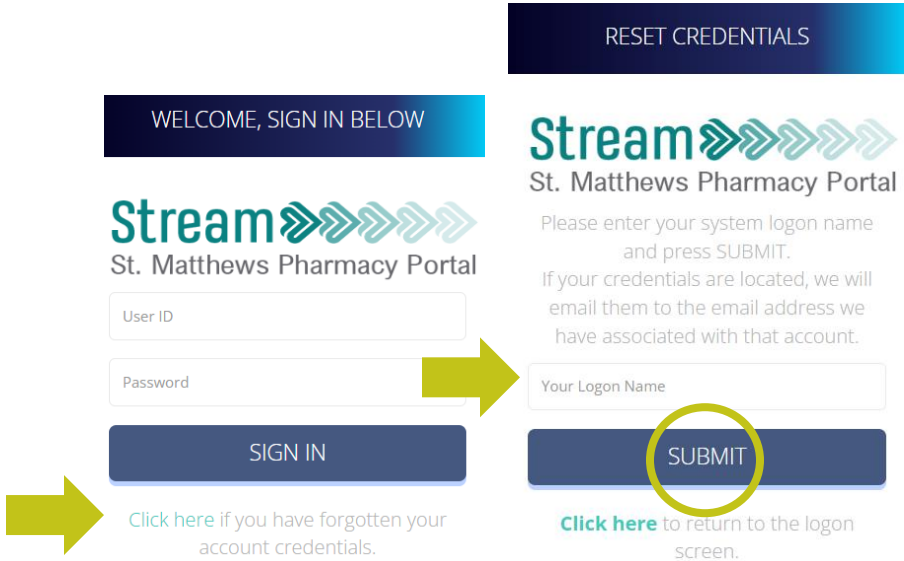 WELCOME, SIGN IN BELOW
Stream
St. Matthews Pharmacy Portal
User ID
Password
SIGN IN
Click here if you have forgotten your
account credentials.
RESET CREDENTIALS
Stream
St. Matthews Pharmacy Portal
Please enter your system logon name
and press SUBMIT.
If your credentials are located, we will
email them to the email address we
have associated with that account.
Your Logon Name
SUBMIT
Click here to return to the logon
screen.